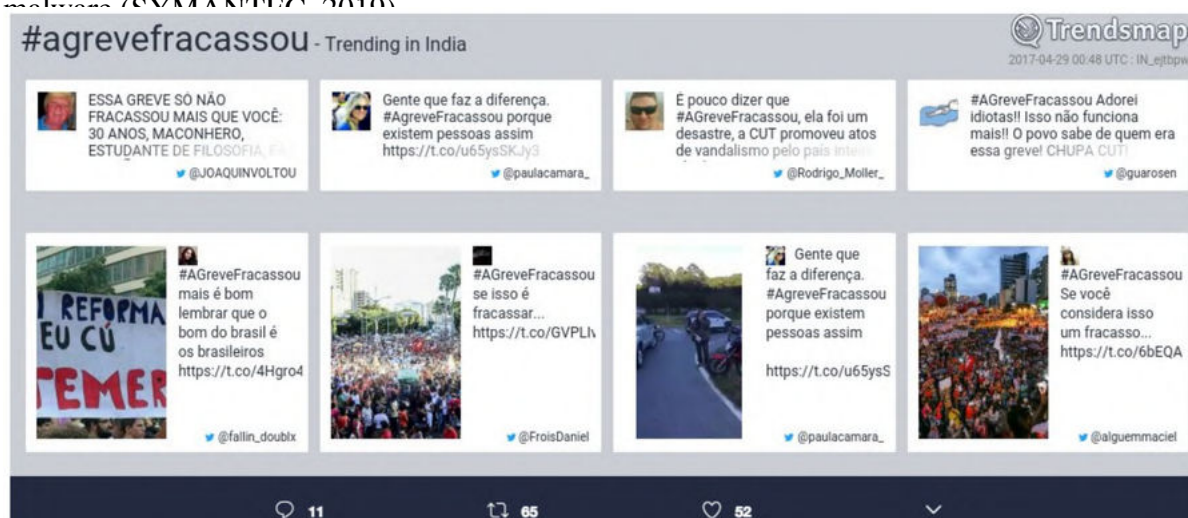 malware (SYMANTEC, 2019)
#agrevefracassou - Trending in India
Trendsmap
2017-04-29 00:48 UTC : IN_ejtbpw
ESSA GREVE SÓ NÃO
FRACASSOU MAIS QUE VOCÊ:
30 ANOS, MACONHERO,
ESTUDANTE DE FILOSOFIA,
@JOAQUINVOLTOU
Gente que faz a diferença.
#AgreveFracassou porque
existem pessoas assim
https://t.co/u65ysSKJy3
@paulacamara_
É pouco dizer que
#AGreveFracassou, ela foi um
desastre, a CUT promoveu atos
de vandalismo pelo país
@Rodrigo_Moller_
#AGreveFracassou Adorei
idiotas!! Isso não funciona
mais!! O povo sabe de quem era
essa greve! CHUPA CUT!
@guarosen
REFORMA
EU CÚ
TEMER
#AGreveFracassou
mais é bom
lembrar que o
bom do brasil é
os brasileiros
https://t.co/4Hgro4
@fallin_doublx
#AGreveFracassou
se isso é
fracassar...
https://t.co/GVPLI
@FroisDaniel
Gente que
faz a diferença.
#AgreveFracassou
porque existem
pessoas assim
https://t.co/u65ysS
@paulacamara_
#AGreveFracassou
Se você
considera isso
um fracasso...
https://t.co/6bEQA
@alguemmaciel
11 65 52